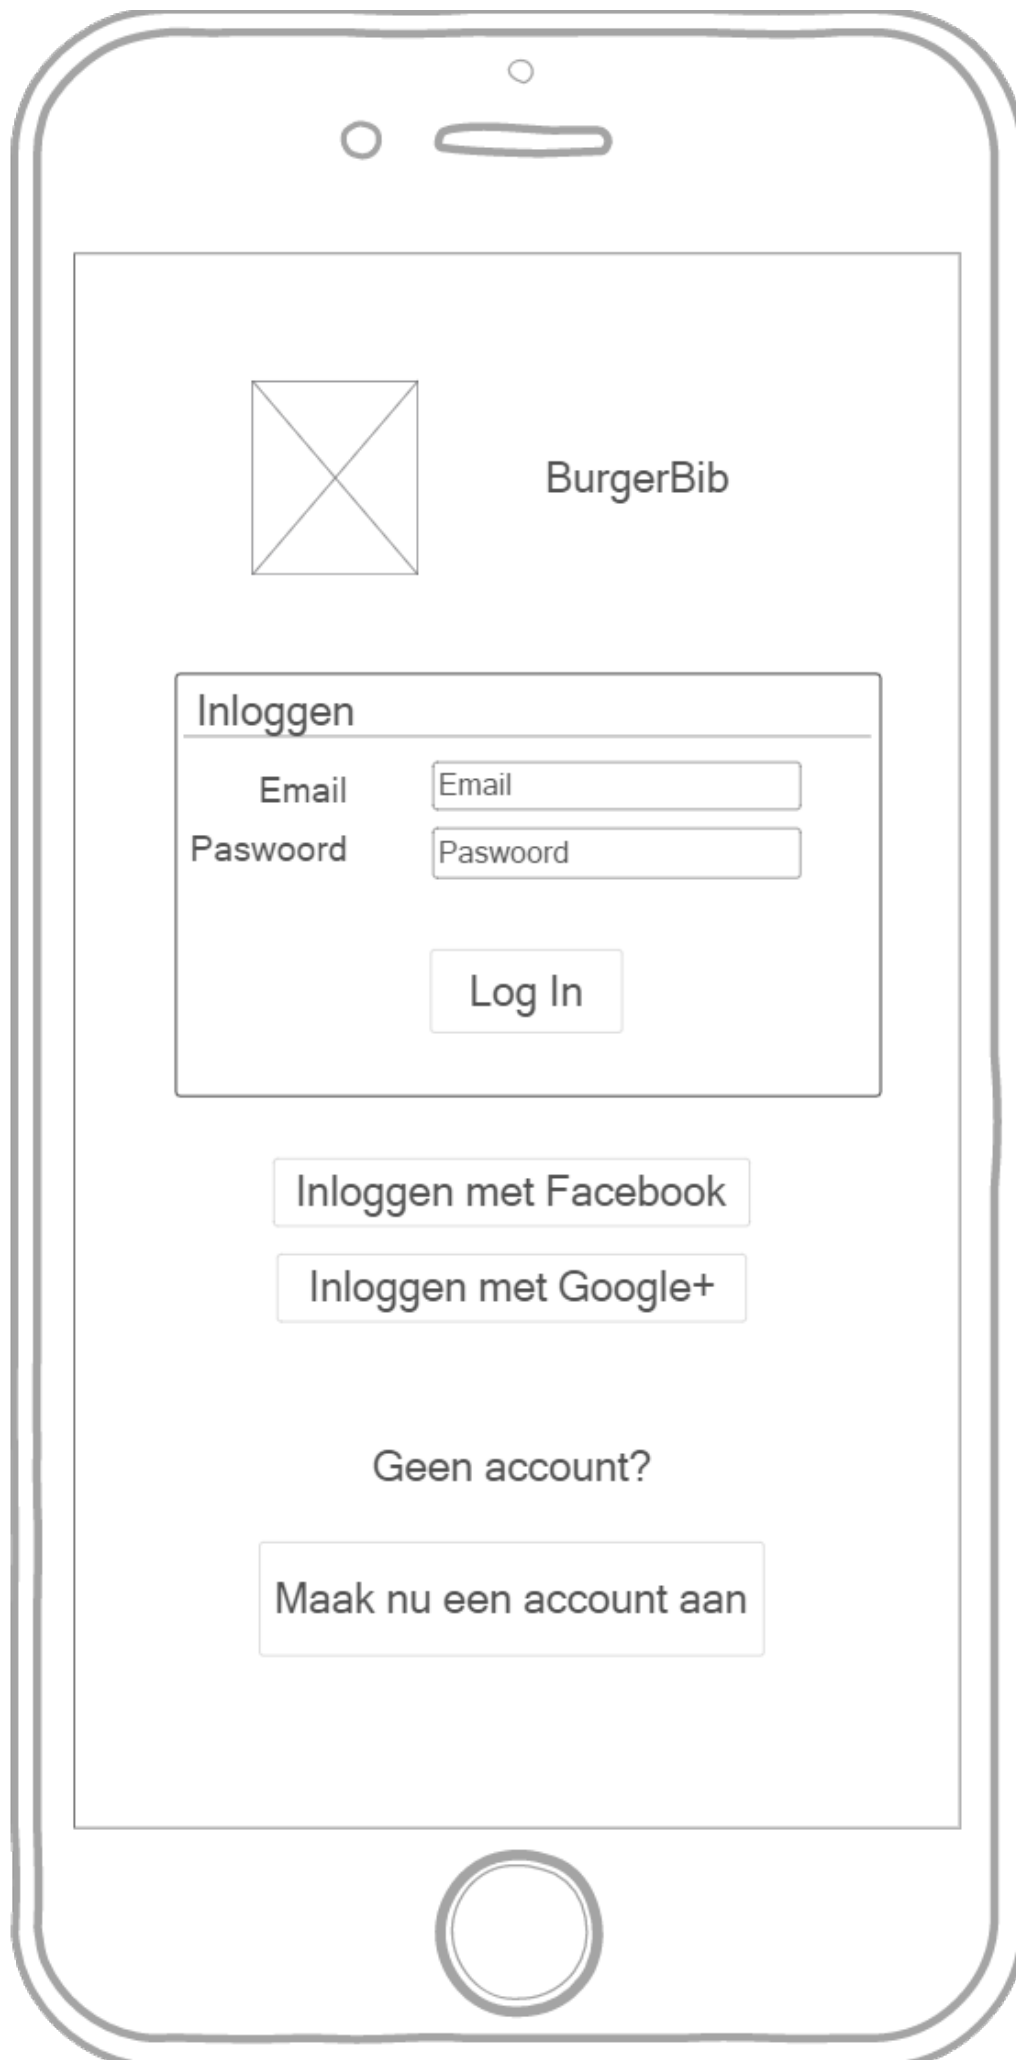 BurgerBib
Inloggen
Email Email
Paswoord Paswoord
Log In
Inloggen met Facebook
Inloggen met Google+
Geen account?
Maak nu een account aan